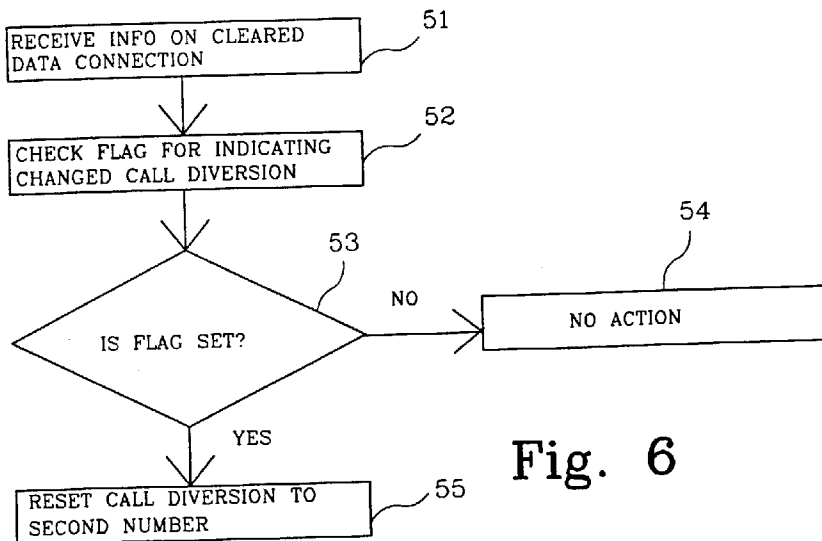 RECEIVE INFO ON CLEARED
DATA CONNECTION
51
CHECK FLAG FOR INDICATING
CHANGED CALL DIVERSION
52
IS FLAG SET?
53
NO
NO ACTION
54
YES
RESET CALL DIVERSION TO
SECOND NUMBER
55
Fig. 6